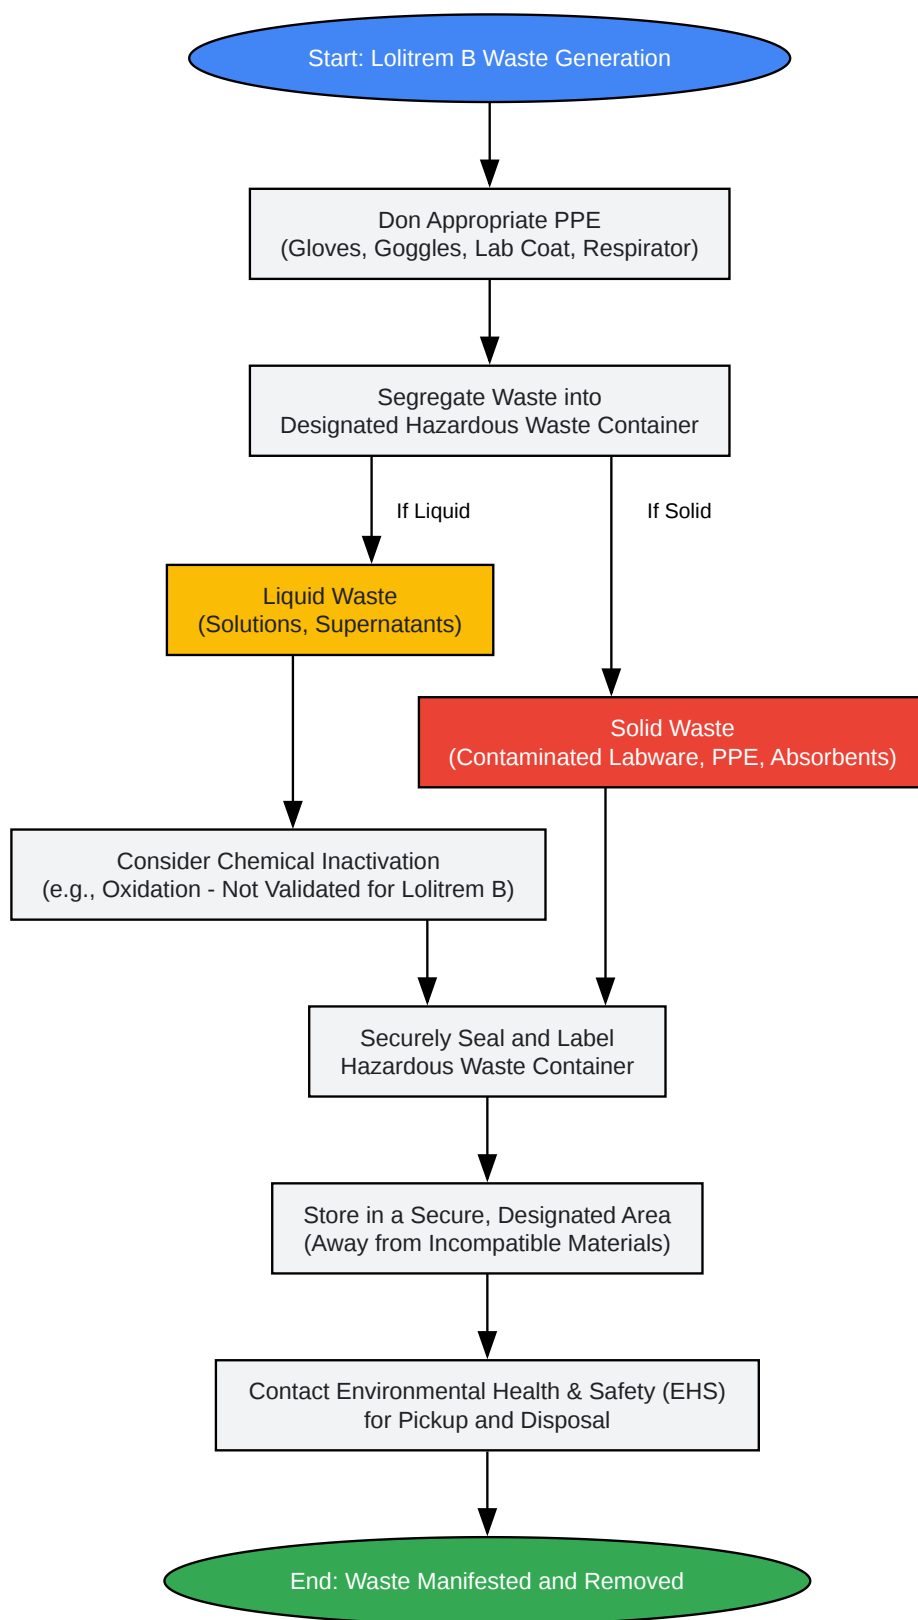 Start: Lolitrem B Waste Generation
Don Appropriate PPE
(Gloves, Goggles, Lab Coat, Respirator)
Segregate Waste into
Designated Hazardous Waste Container
If Liquid
If Solid
Liquid Waste
(Solutions, Supernatants)
Solid Waste
(Contaminated Labware, PPE, Absorbents)
Consider Chemical Inactivation
(e.g., Oxidation - Not Validated for Lolitrem B)
Securely Seal and Label
Hazardous Waste Container
Store in a Secure, Designated Area
(Away from Incompatible Materials)
Contact Environmental Health & Safety (EHS)
for Pickup and Disposal
End: Waste Manifested and Removed